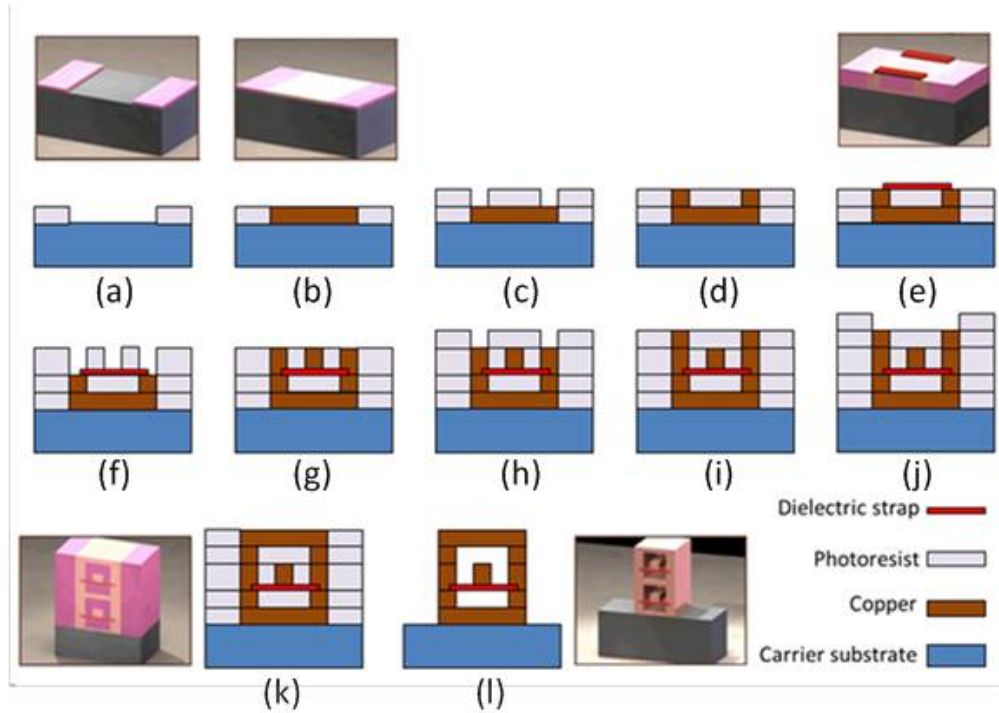 (a)
(b)
(c)
(d)
(e)
(f)
(g)
(h)
(i)
(j)
Dielectric strap
Photoresist
Copper
Carrier substrate
(k)
(l)